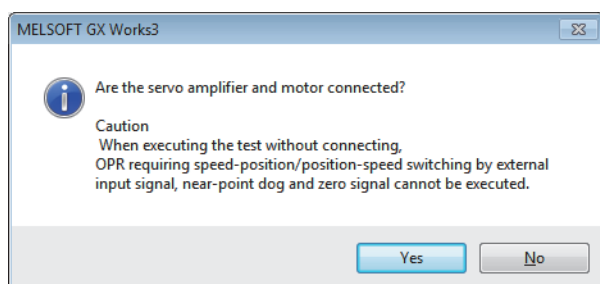 MELSOFT GX Works3
Are the servo amplifier and motor connected?
Caution
When executing the test without connecting,
OPR requiring speed-position/position-speed switching by external
input signal, near-point dog and zero signal cannot be executed.
Yes
No